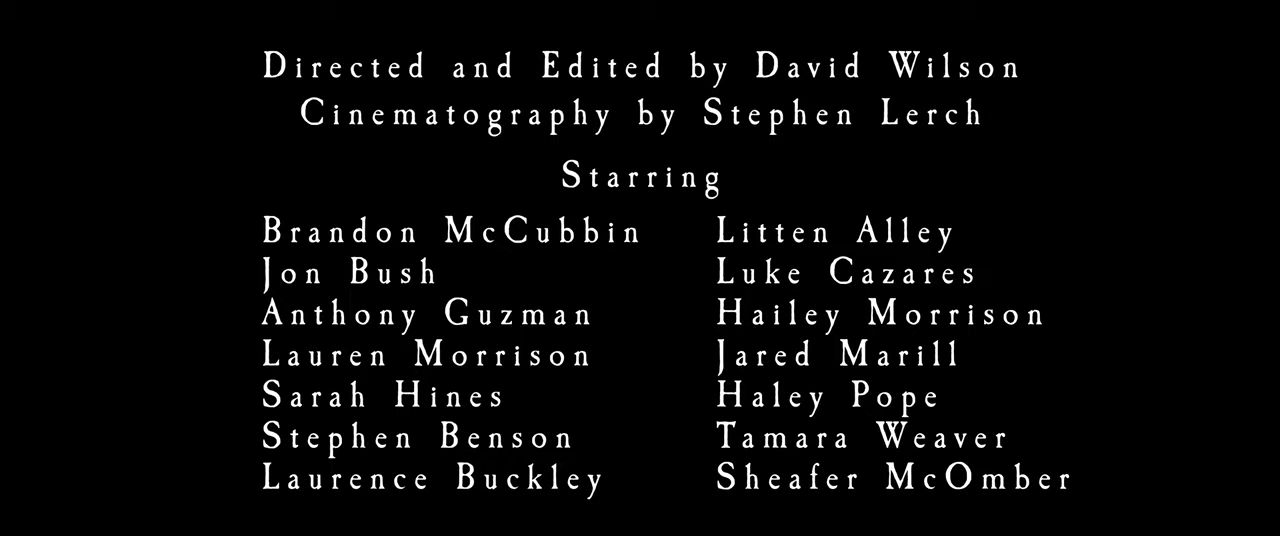 Directed and Edited by David Wilson
Cinematography by Stephen Lerch
Starring
Brandon McCubbin
Jon Bush
Anthony Guzman
Lauren Morrison
Sarah Hines
Stephen Benson
Laurence Buckley
Litten Alley
Luke Cazares
Hailey Morrison
Jared Marill
Haley Pope
Tamara Weaver
Sheafer McOmber